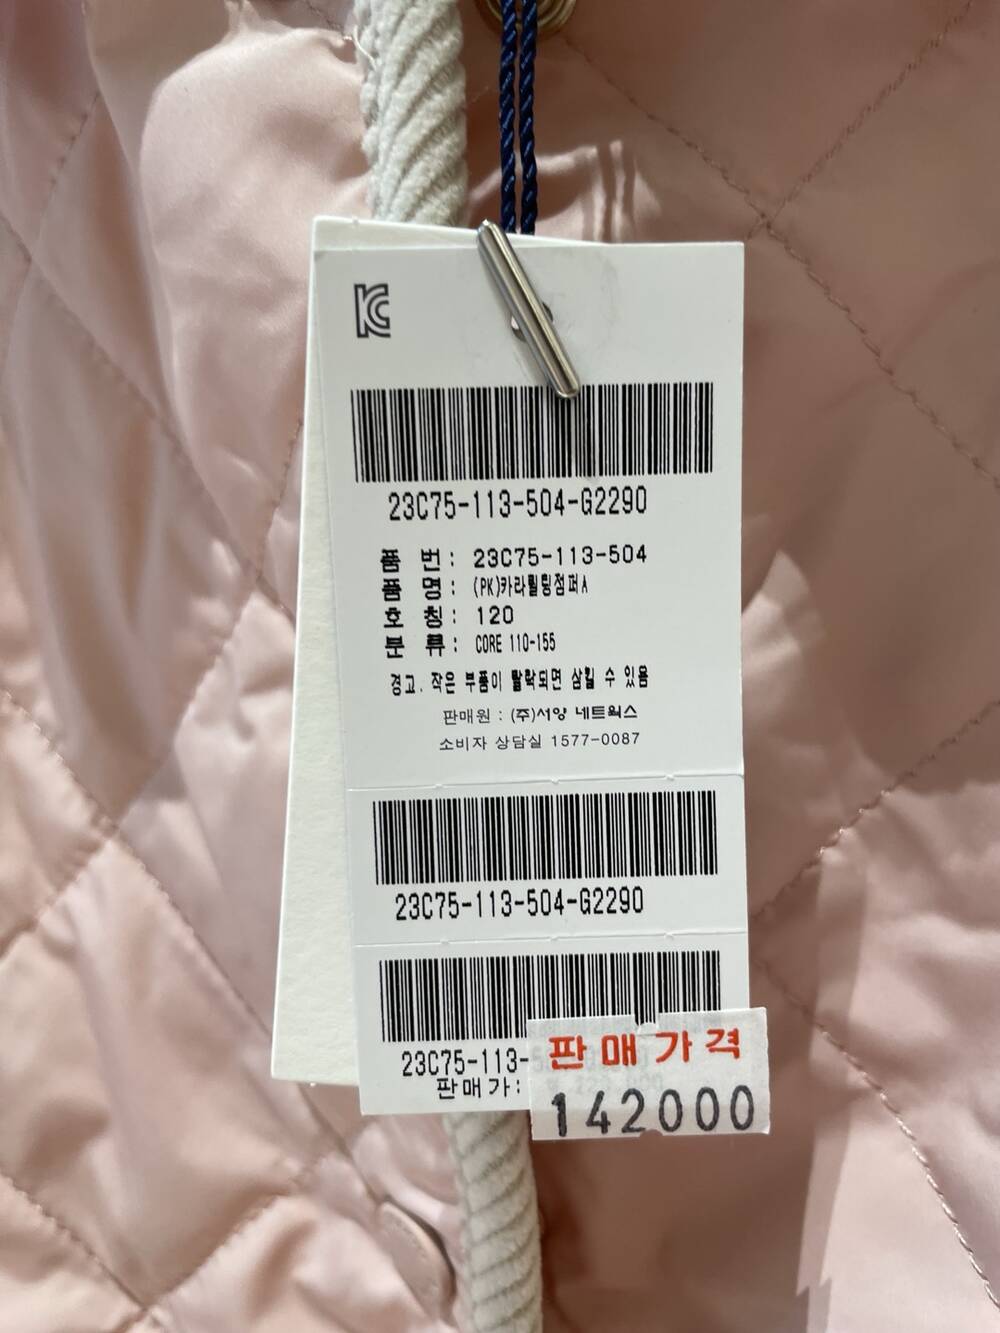 KC
23C75-113-504-G2290
품 번 : 23C75-113-504
품 명 : (PK)카라퀼팅점퍼A
호 칭 : 120
분 류 : CORE 110-155
경고. 작은 부품이 탈락되면 삼킬 수 있음
판매원 : (주)서양 네트웍스
소비자 상담실 1577-0087
23C75-113-504-G2290
23C75-113-
판매가:
판매가격
142000